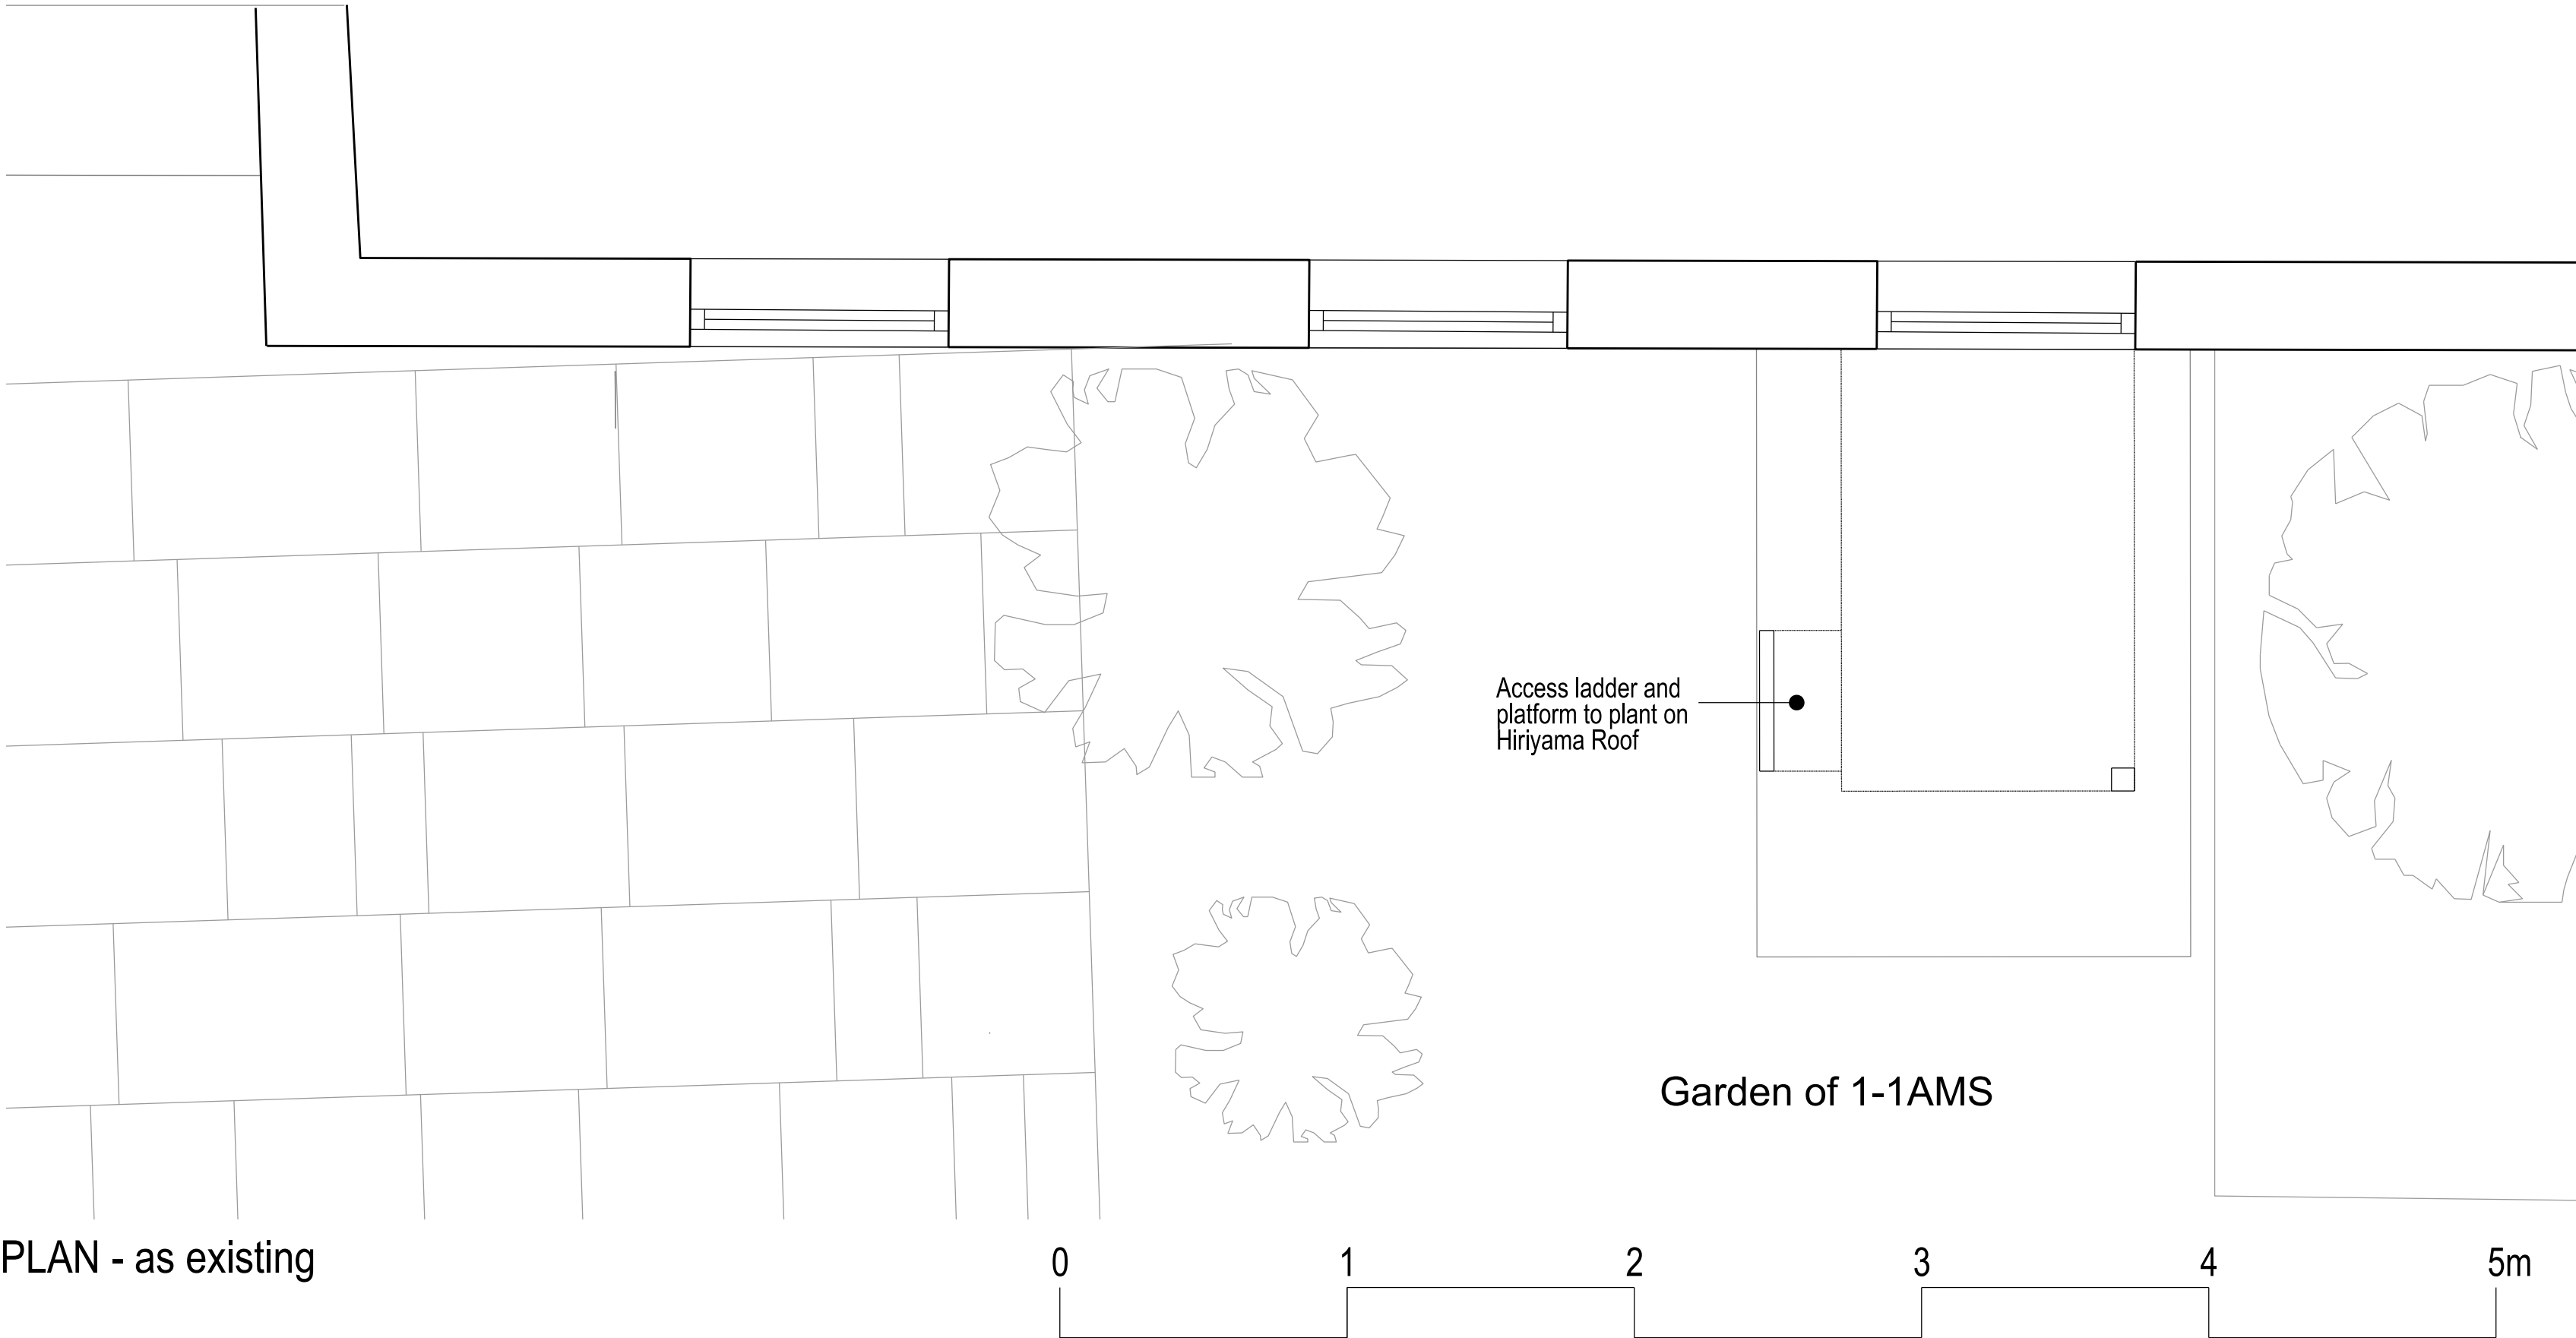 Access ladder and
platform to plant on
Hiriyama Roof
Garden of 1-1AMS
PLAN - as existing
0 1 2 3 4 5m